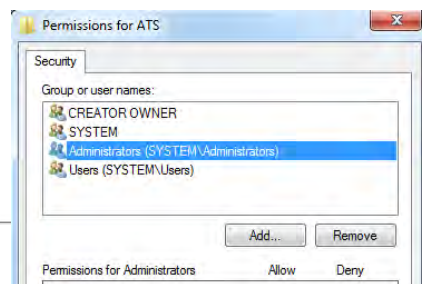 Permissions for ATS
Security
Group or user names:
CREATOR OWNER
SYSTEM
Administrators (SYSTEM\Administrators)
Users (SYSTEM\Users)
Add... Remove
Permissions for Administrators Allow Deny